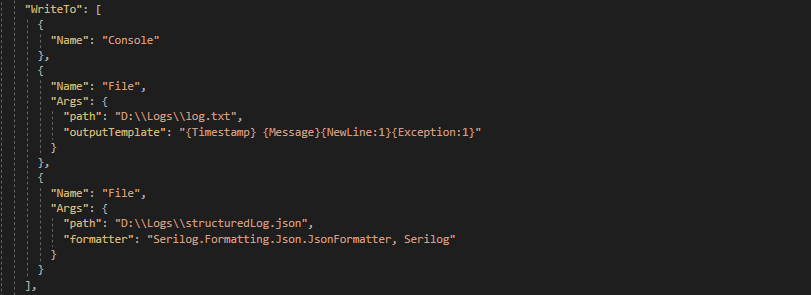 "WriteTo": [
{
"Name": "Console"
},
{
"Name": "File",
"Args": {
"path": "D:\\Logs\\log.txt",
"outputTemplate": "{Timestamp} {Message}{NewLine:1}{Exception:1}"
}
},
{
"Name": "File",
"Args": {
"path": "D:\\Logs\\structuredLog.json",
"formatter": "Serilog.Formatting.Json.JsonFormatter, Serilog"
}
}
],